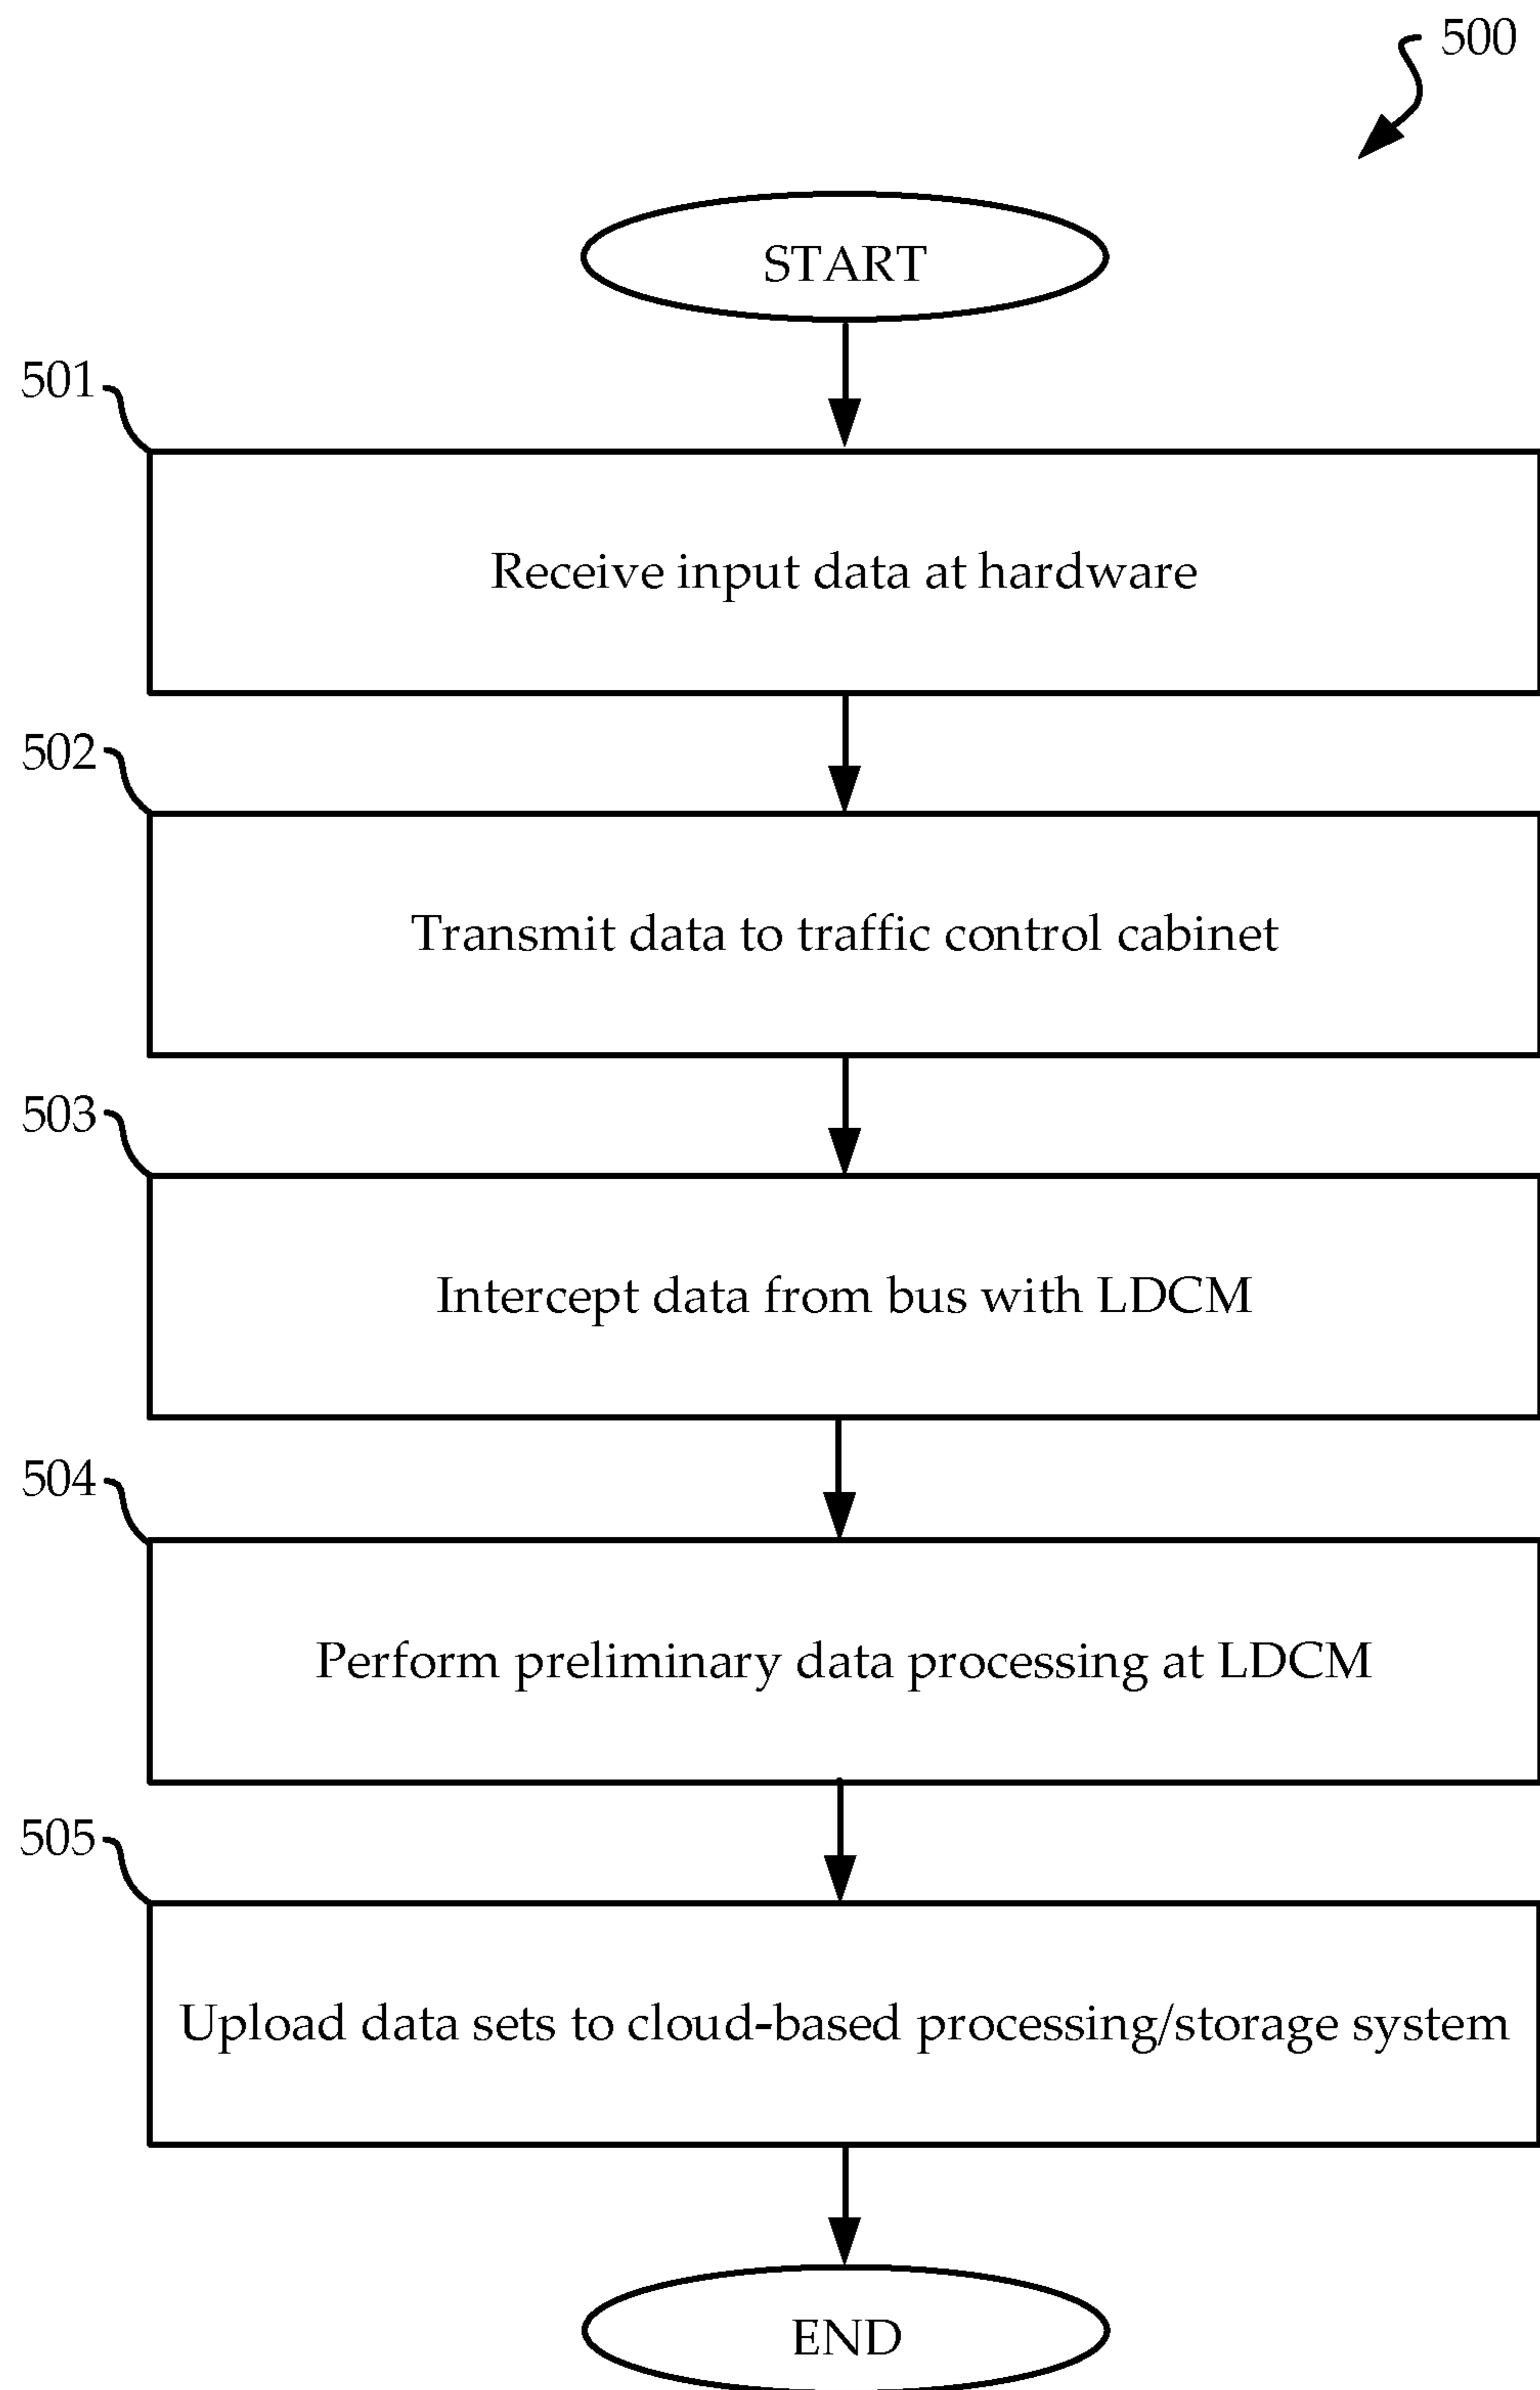 500
START
501
Receive input data at hardware
502
Transmit data to traffic control cabinet
503
Intercept data from bus with LDCM
504
Perform preliminary data processing at LDCM
505
Upload data sets to cloud-based processing/storage system
END